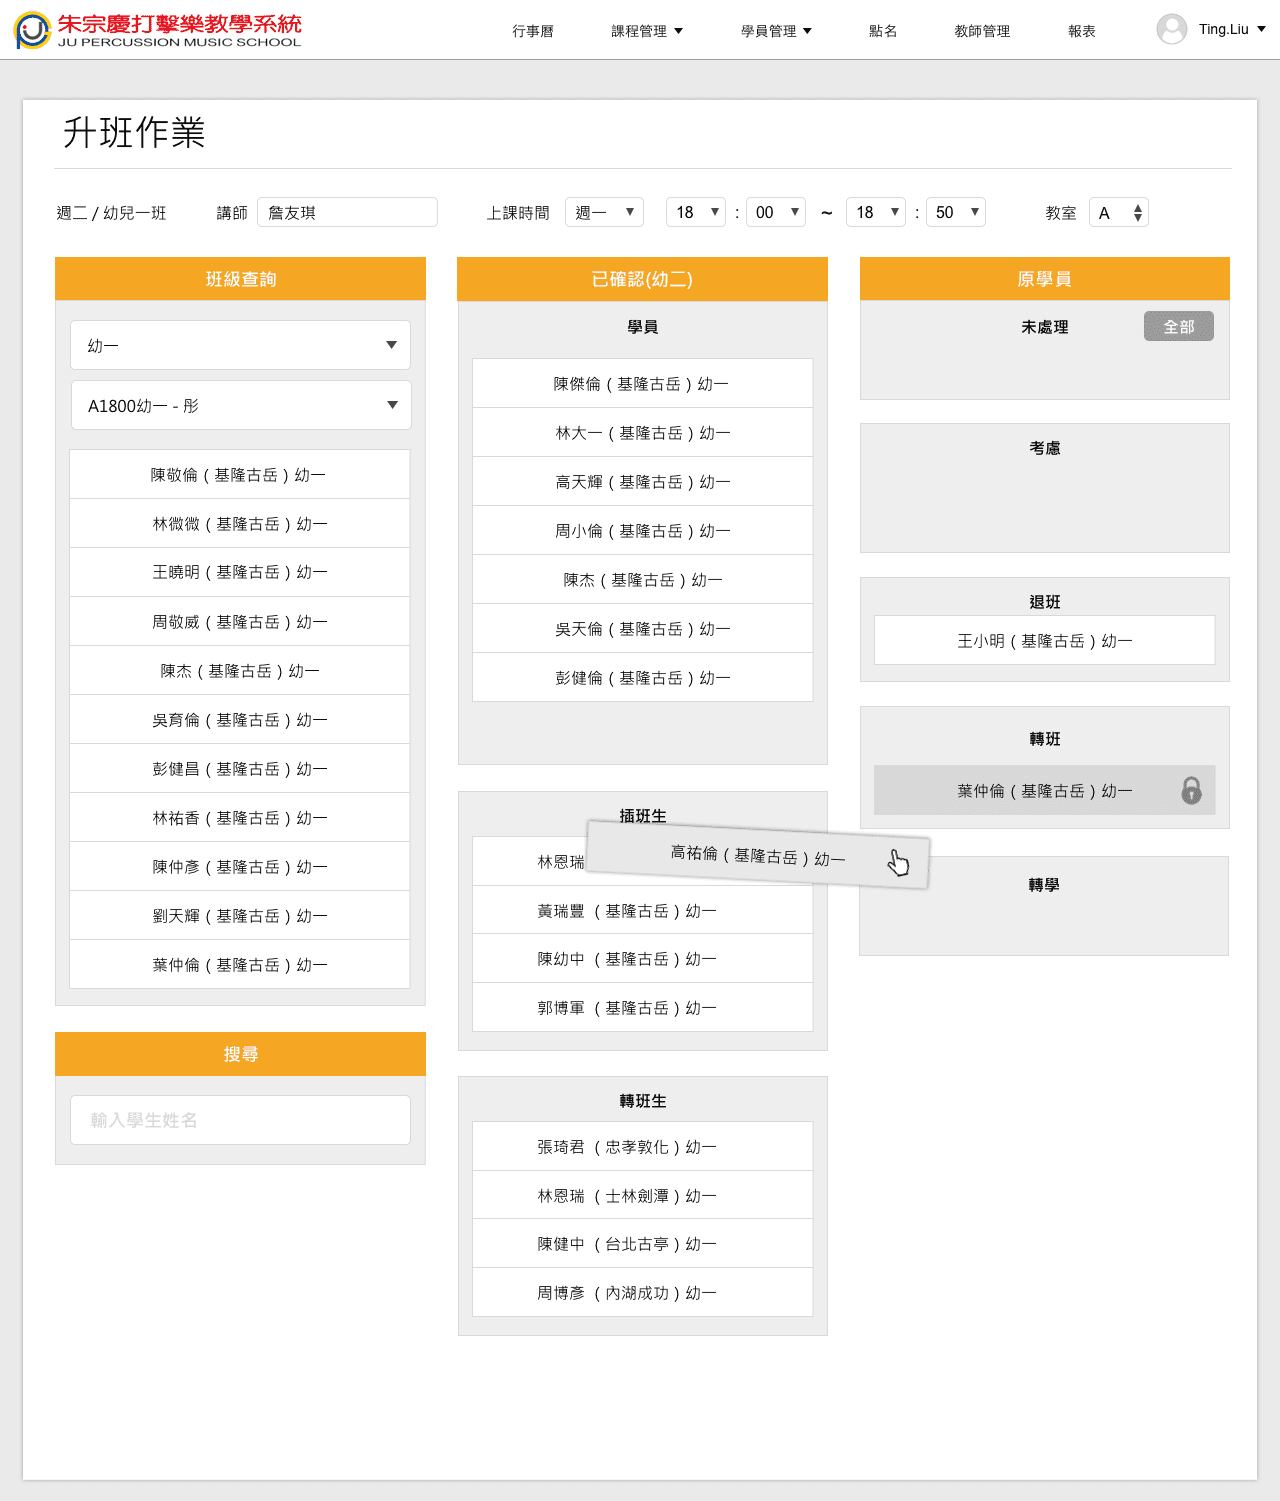 朱宗慶打擊樂教學系統
JU PERCUSSION MUSIC SCHOOL
行事曆 課程管理 學員管理 點名 教師管理 報表 Ting.Liu
升班作業
週二 / 幼兒一班 講師 詹友琪 上課時間 週一 18 : 00 ~ 18 : 50 教室 A
班級查詢
幼一
A1800幼一 - 彤
陳敬倫 ( 基隆古岳 ) 幼一
林微微 ( 基隆古岳 ) 幼一
王曉明 ( 基隆古岳 ) 幼一
周敬威 ( 基隆古岳 ) 幼一
陳杰 ( 基隆古岳 ) 幼一
吳育倫 ( 基隆古岳 ) 幼一
彭健昌 ( 基隆古岳 ) 幼一
林祐香 ( 基隆古岳 ) 幼一
陳仲彥 ( 基隆古岳 ) 幼一
劉天輝 ( 基隆古岳 ) 幼一
葉仲倫 ( 基隆古岳 ) 幼一
搜尋
輸入學生姓名
已確認(幼二)
學員
陳傑倫 ( 基隆古岳 ) 幼一
林大一 ( 基隆古岳 ) 幼一
高天輝 ( 基隆古岳 ) 幼一
周小倫 ( 基隆古岳 ) 幼一
陳杰 ( 基隆古岳 ) 幼一
吳天倫 ( 基隆古岳 ) 幼一
彭健倫 ( 基隆古岳 ) 幼一
插班生
林恩瑞
高祐倫 ( 基隆古岳 ) 幼一
黃瑞豐 ( 基隆古岳 ) 幼一
陳幼中 ( 基隆古岳 ) 幼一
郭博軍 ( 基隆古岳 ) 幼一
轉班生
張琦君 ( 忠孝敦化 ) 幼一
林恩瑞 ( 士林劍潭 ) 幼一
陳健中 ( 台北古亭 ) 幼一
周博彥 ( 內湖成功 ) 幼一
原學員
未處理 全部
考慮
退班
王小明 ( 基隆古岳 ) 幼一
轉班
葉仲倫 ( 基隆古岳 ) 幼一
轉學